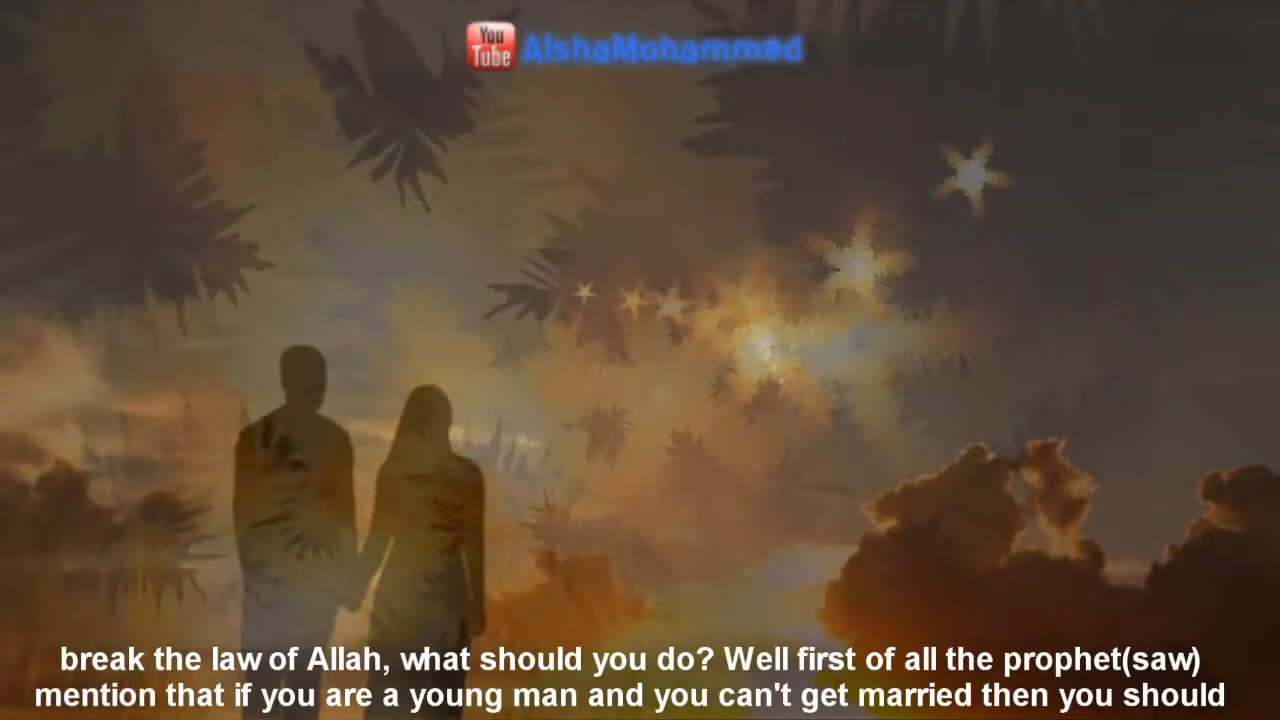 You
Tube
AishaMohammed
break the law of Allah, what should you do? Well first of all the prophet(saw)
mention that if you are a young man and you can't get married then you should